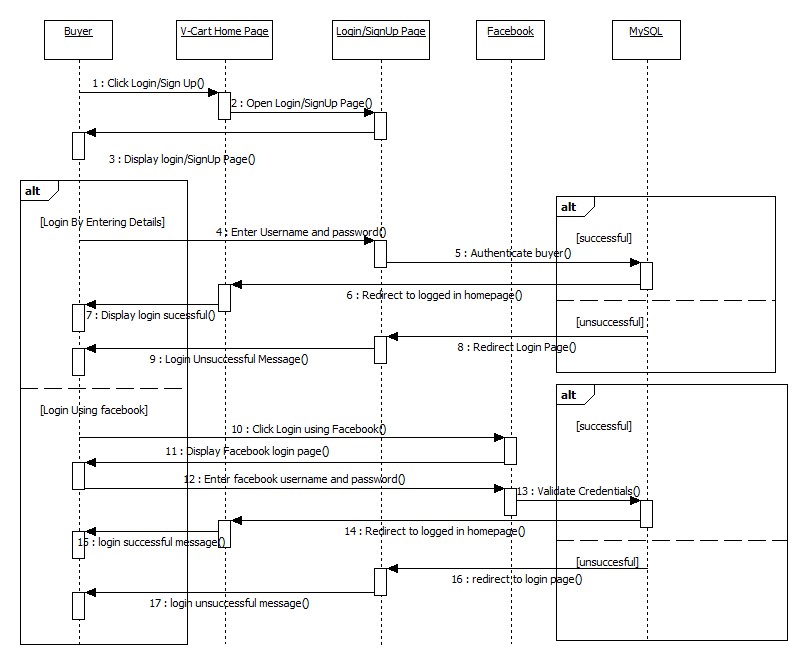 Buyer
V-Cart Home Page
Login/SignUp Page
Facebook
MySQL
1 : Click Login/Sign Up()
2 : Open Login/SignUp Page()
3 : Display login/SignUp Page()
alt
[Login By Entering Details]
alt
[successful]
4 : Enter Username and password()
5 : Authenticate buyer()
6 : Redirect to logged in homepage()
7 : Display login sucessful()
[unsuccessful]
8 : Redirect Login Page()
9 : Login Unsuccessful Message()
alt
[Login Using facebook]
[successful]
10 : Click Login using Facebook()
11 : Display Facebook login page()
12 : Enter facebook username and password()
13 : Validate Credentials()
14 : Redirect to logged in homepage()
15 : login successful message()
[unsuccesful]
16 : redirect to login page()
17 : login unsuccessful message()